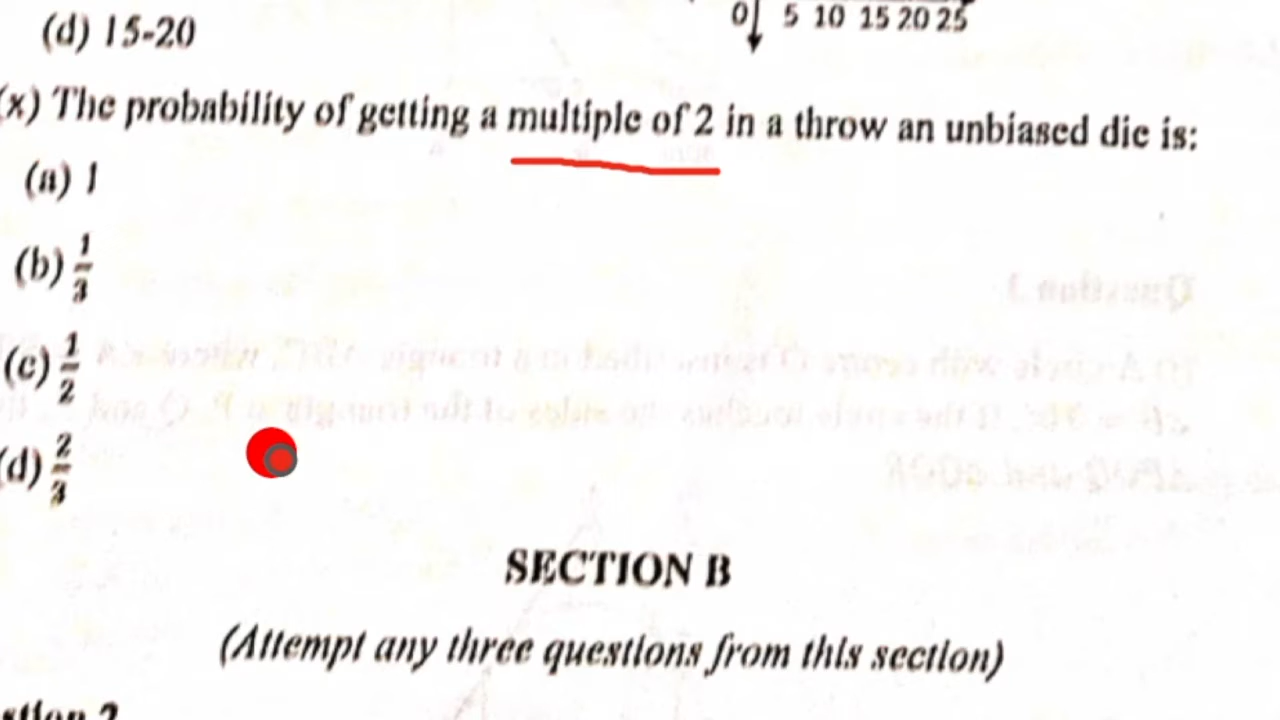 (d) 15-20
0 5 10 15 20 25
(x) The probability of getting a multiple of 2 in a throw an unbiased die is:
(a) 1
(b) 1/3
(c) 1/2
(d) 2/3
SECTION B
(Attempt any three questions from this section)